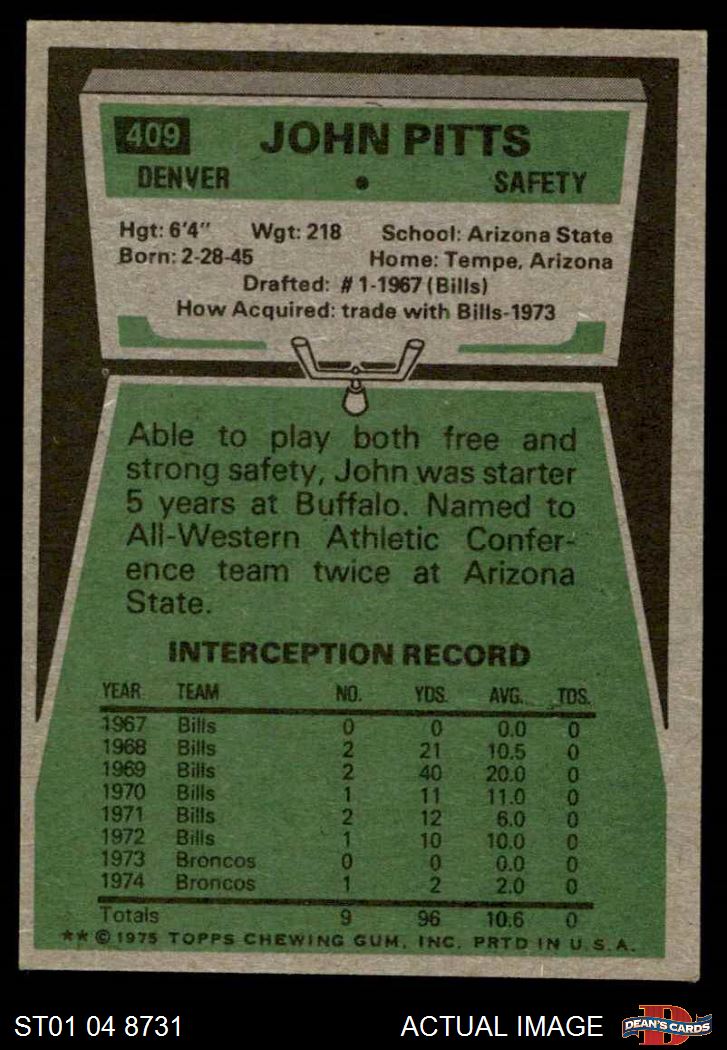 409
JOHN PITTS
DENVER • SAFETY
Hgt: 6'4" Wgt: 218 School: Arizona State
Born: 2-28-45 Home: Tempe, Arizona
Drafted: #1-1967 (Bills)
How Acquired: trade with Bills-1973
Able to play both free and
strong safety, John was starter
5 years at Buffalo. Named to
All-Western Athletic Confer-
ence team twice at Arizona
State.
INTERCEPTION RECORD
YEAR TEAM NO. YDS. AVG. TDS.
1967 Bills 0 0 0.0 0
1968 Bills 2 21 10.5 0
1969 Bills 2 40 20.0 0
1970 Bills 1 11 11.0 0
1971 Bills 2 12 6.0 0
1972 Bills 1 10 10.0 0
1973 Broncos 0 0 0.0 0
1974 Broncos 1 2 2.0 0
Totals 9 96 10.6 0
**©1975 TOPPS CHEWING GUM, INC. PRTD IN U.S.A.
ST01 04 8731 ACTUAL IMAGE
D
DEAN'S CARDS